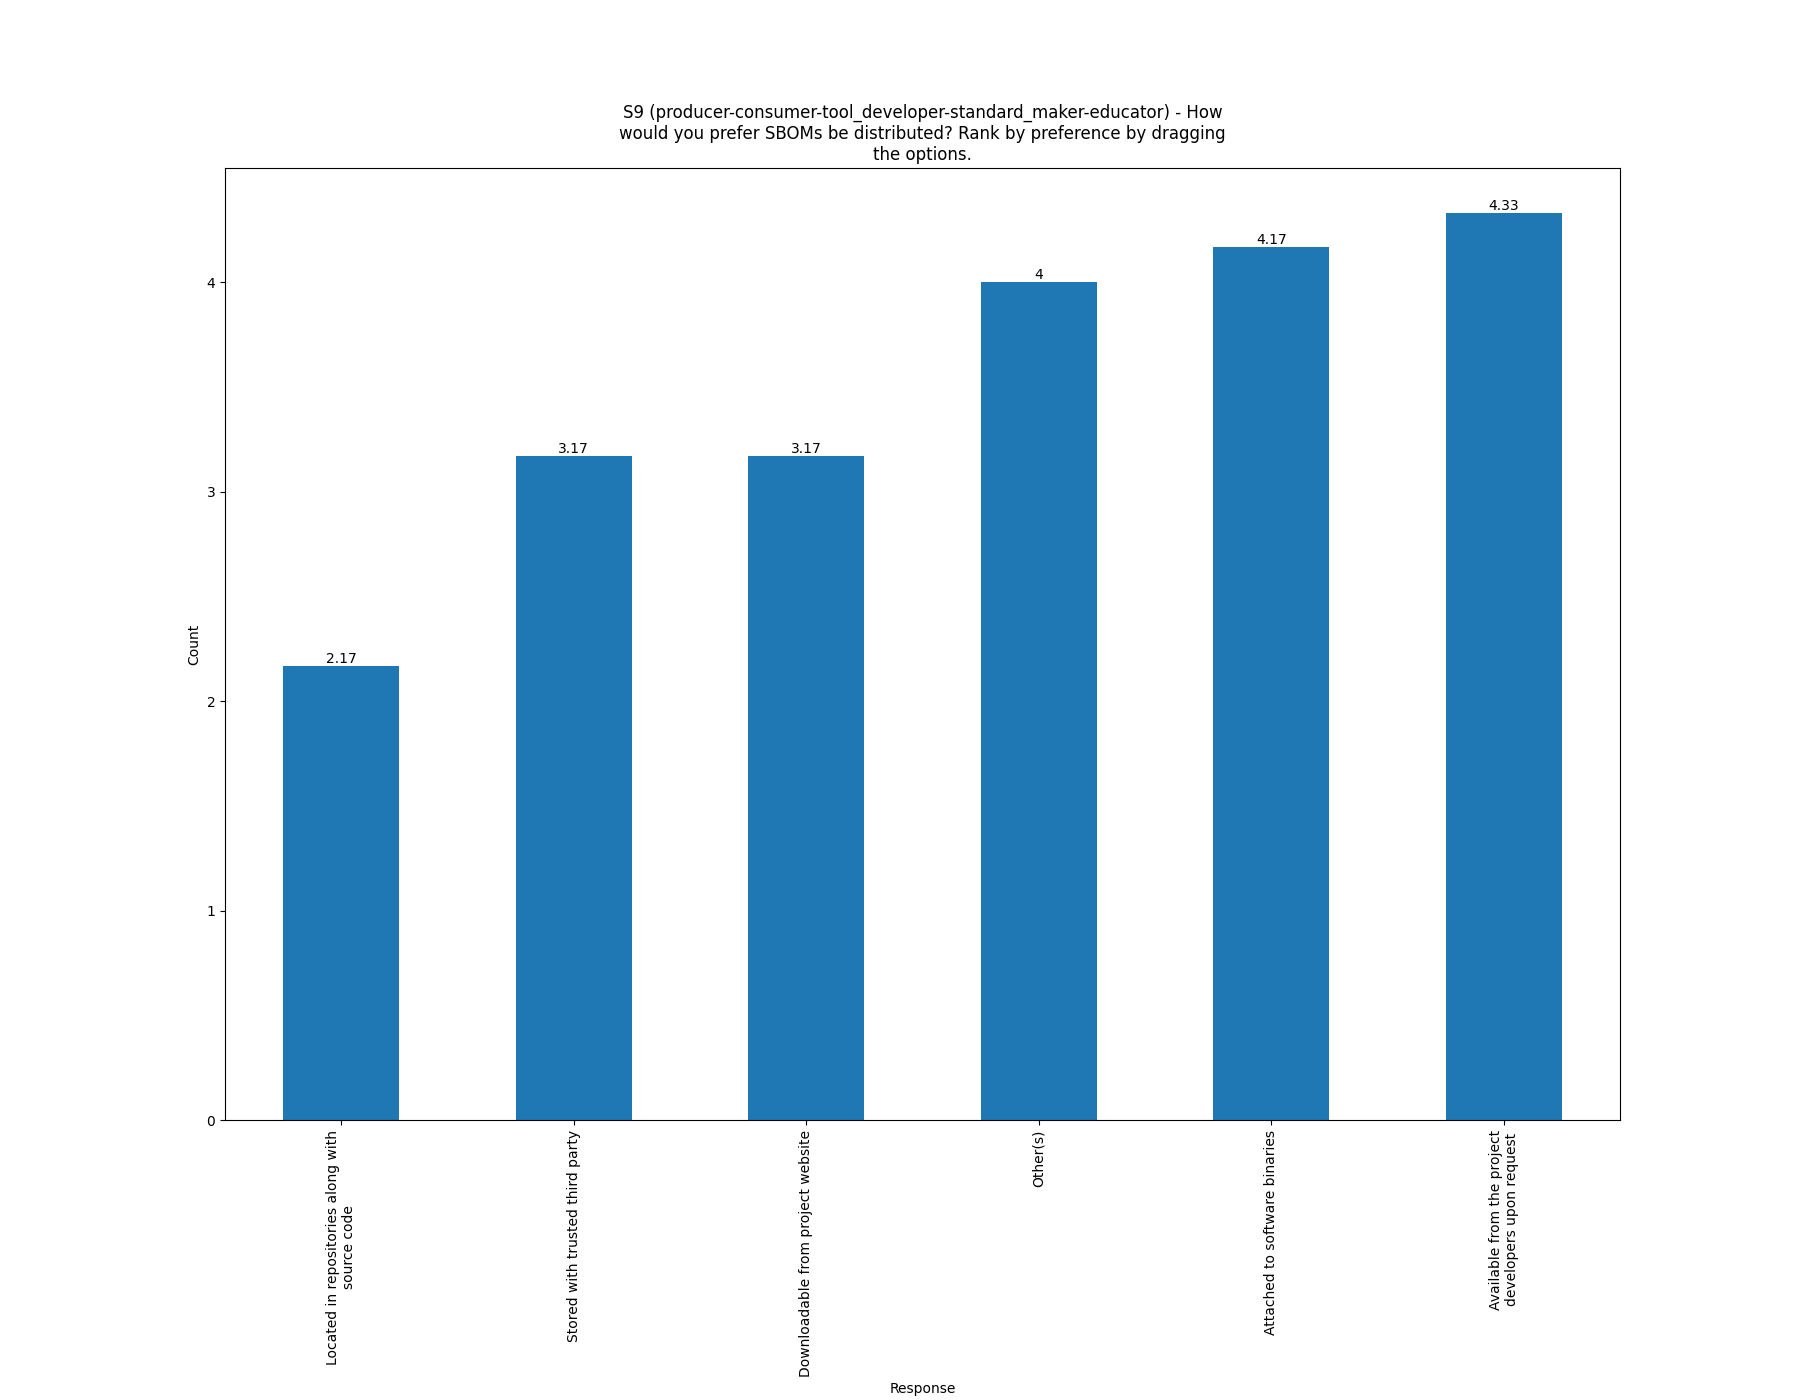 S9 (producer-consumer-tool_developer-standard_maker-educator) - How
would you prefer SBOMs be distributed? Rank by preference by dragging
the options.
Count
4
3
2
1
0
2.17
3.17
3.17
4
4.17
4.33
Located in repositories along with
source code
Stored with trusted third party
Downloadable from project website
Other(s)
Attached to software binaries
Available from the project
developers upon request
Response